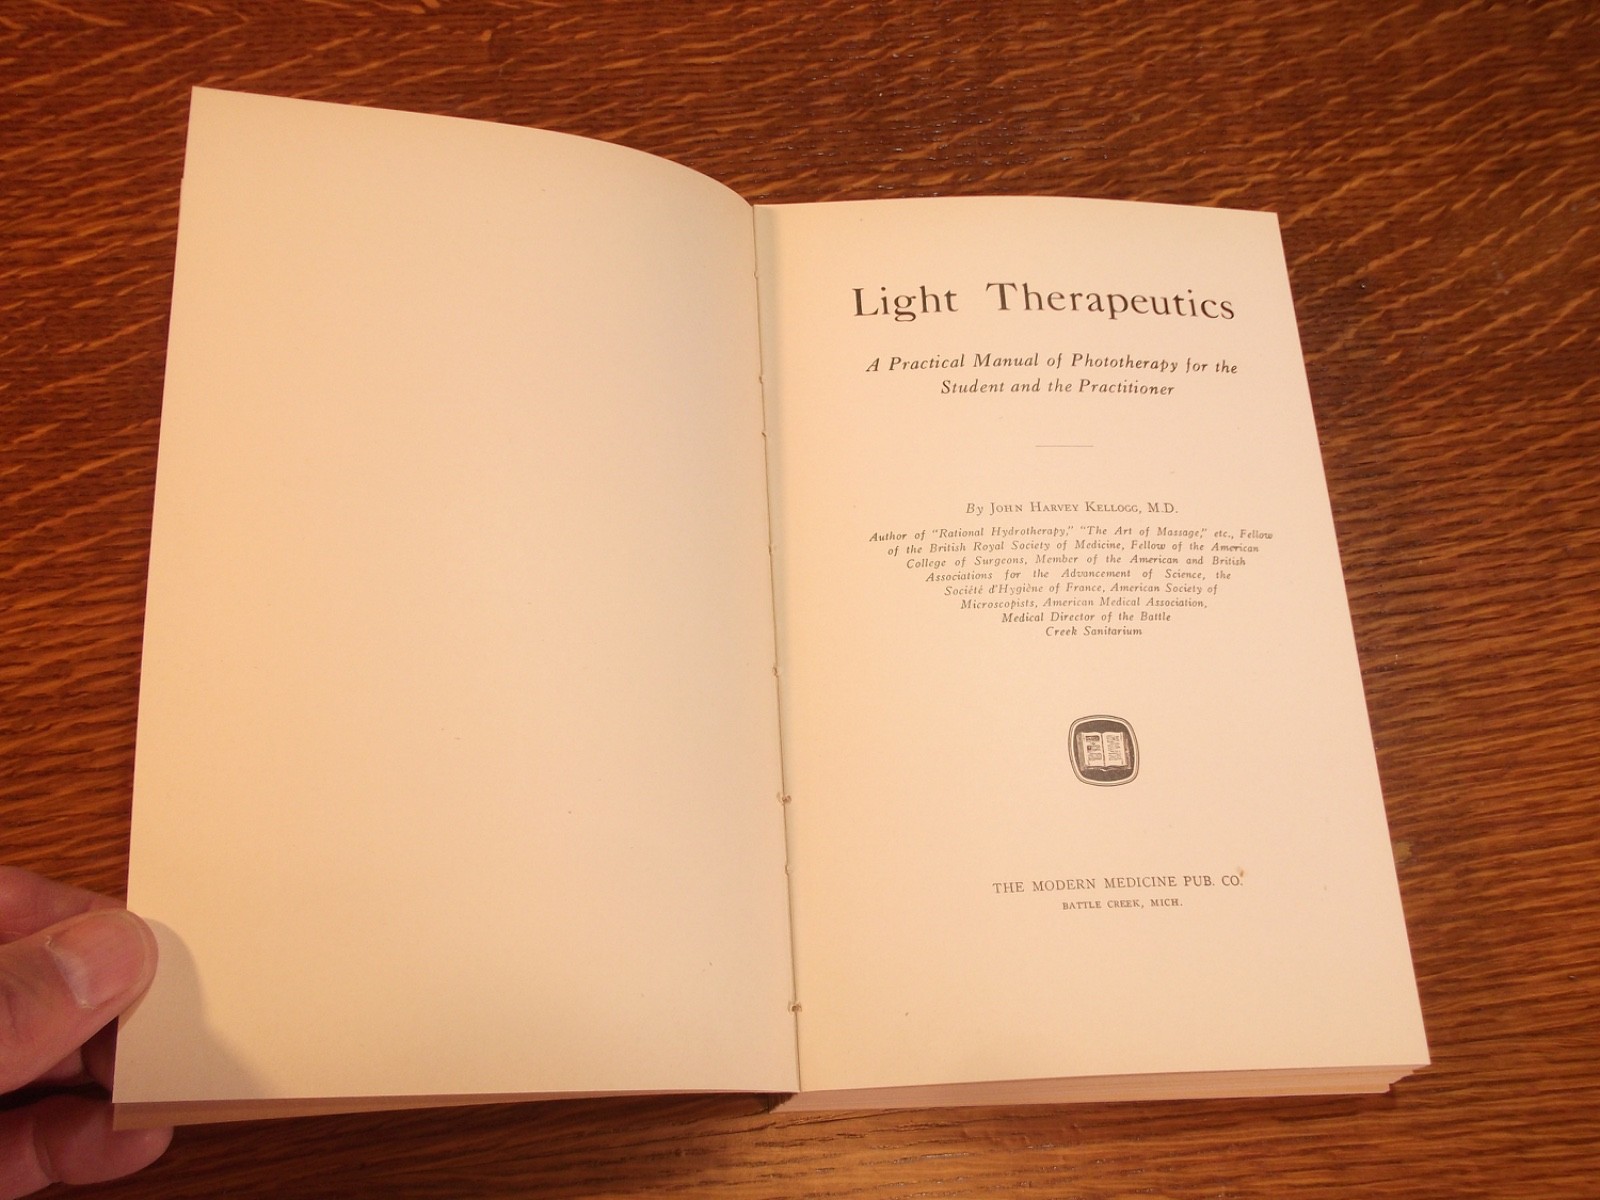 Light Therapeutics
A Practical Manual of Phototherapy for the
Student and the Practitioner
By JOHN HARVEY KELLOGG, M.D.
Author of "Rational Hydrotherapy," "The Art of Massage," etc., Fellow
of the British Royal Society of Medicine, Fellow of the American
College of Surgeons, Member of the American and British
Associations for the Advancement of Science, the
Société d'Hygiène of France, American Society of
Microscopists, American Medical Association,
Medical Director of the Battle
Creek Sanitarium
THE MODERN MEDICINE PUB. CO.
BATTLE CREEK, MICH.